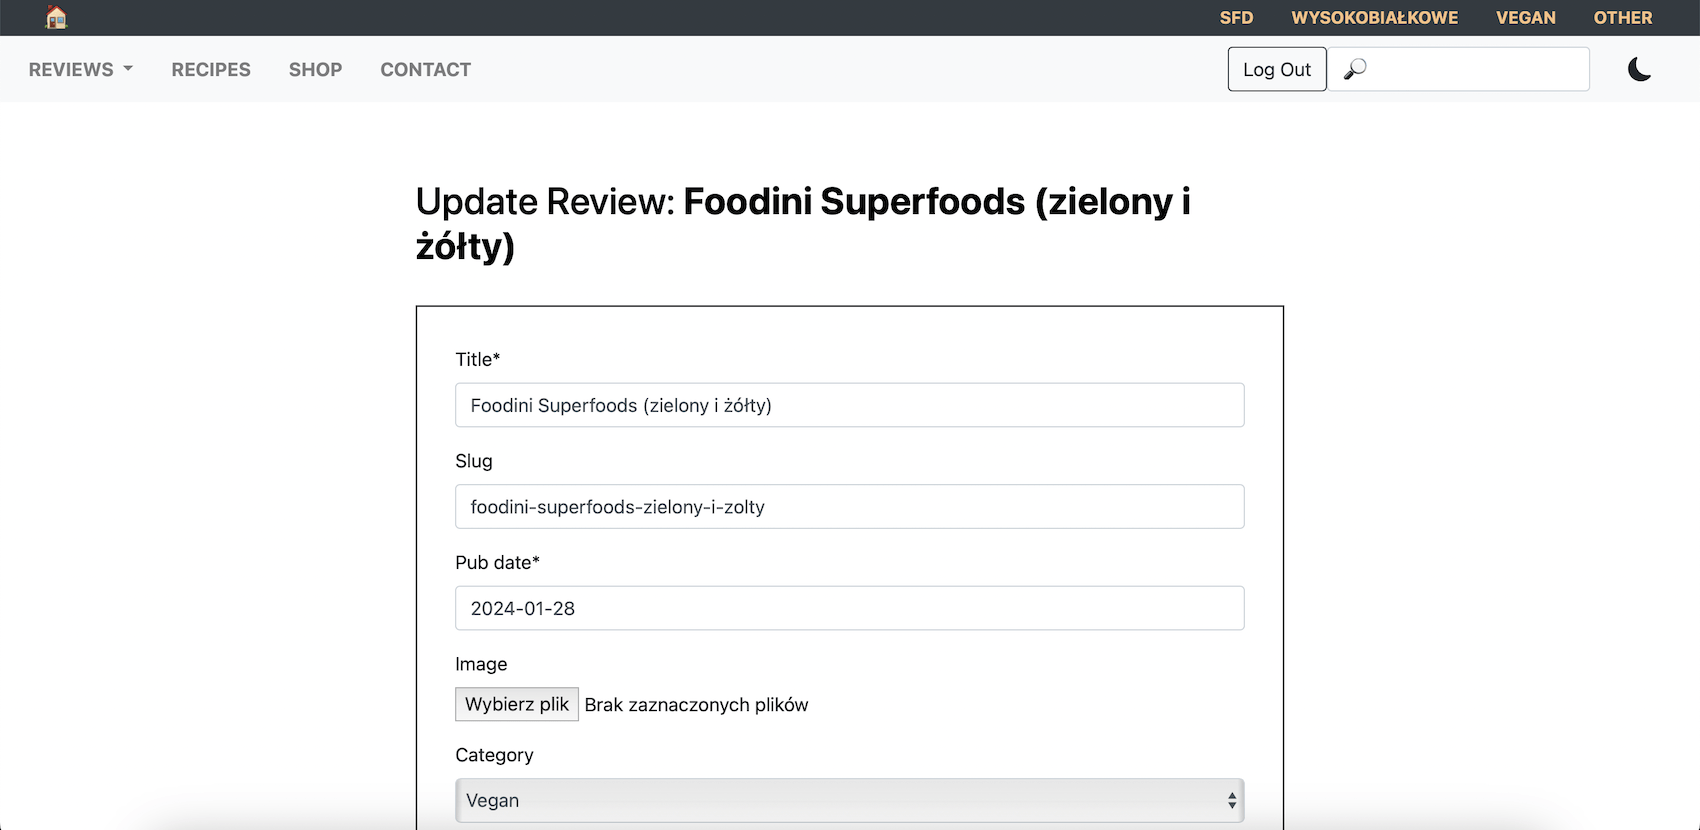 SFD WYSOKOBIAŁKOWE VEGAN OTHER
REVIEWS RECIPES SHOP CONTACT Log Out
Update Review: Foodini Superfoods (zielony i
żółty)
Title*
Foodini Superfoods (zielony i żółty)
Slug
foodini-superfoods-zielony-i-zolty
Pub date*
2024-01-28
Image
Wybierz plik Brak zaznaczonych plików
Category
Vegan